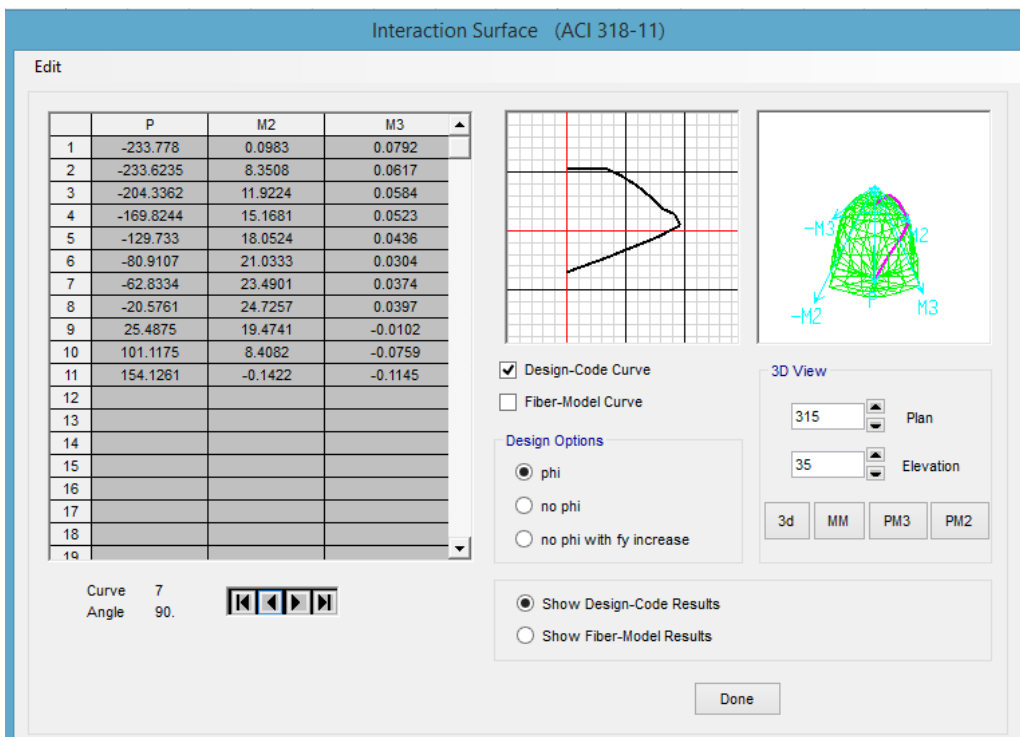 Interaction Surface (ACI 318-11)
Edit
P M2 M3
1 -233.778 0.0983 0.0792
2 -233.6235 8.3508 0.0617
3 -204.3362 11.9224 0.0584
4 -169.8244 15.1681 0.0523
5 -129.733 18.0524 0.0436
6 -80.9107 21.0333 0.0304
7 -62.8334 23.4901 0.0374
8 -20.5761 24.7257 0.0397
9 25.4875 19.4741 -0.0102
10 101.1175 8.4082 -0.0759
11 154.1261 -0.1422 -0.1145
12
13
14
15
16
17
18
19
Curve 7
Angle 90.
-M3
M2
-M2
M3
Design-Code Curve
Fiber-Model Curve
Design Options
phi
no phi
no phi with fy increase
3D View
315 Plan
35 Elevation
3d MM PM3 PM2
Show Design-Code Results
Show Fiber-Model Results
Done